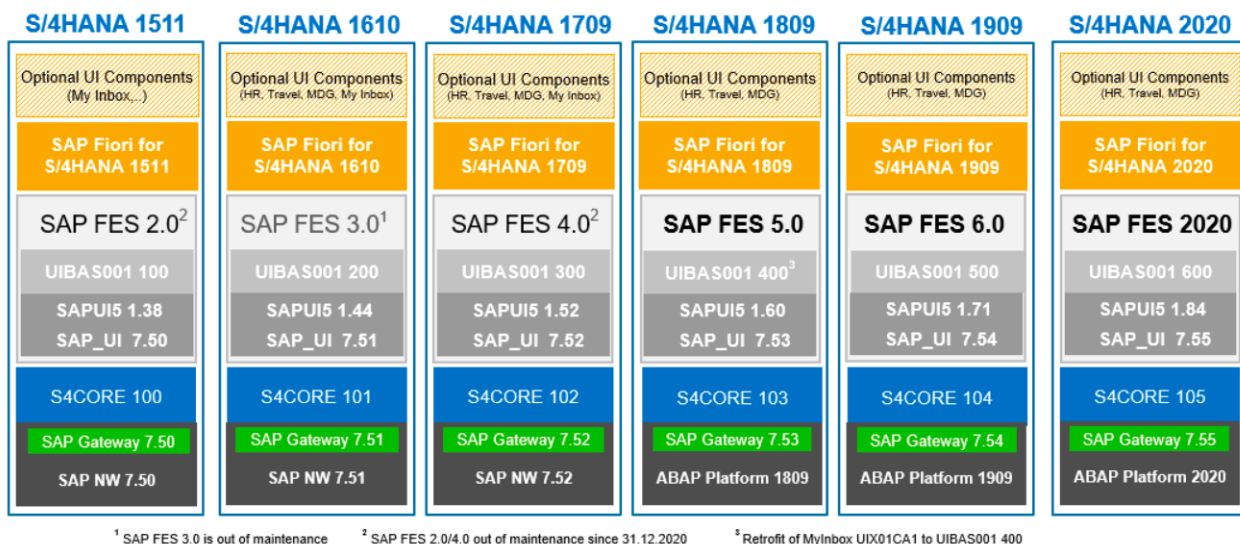 S/4HANA 1511
Optional UI Components
(My Inbox,..)
SAP Fiori for
S/4HANA 1511
SAP FES 2.0²
UIBAS001 100
SAPUI5 1.38
SAP_UI 7.50
S4CORE 100
SAP Gateway 7.50
SAP NW 7.50
S/4HANA 1610
Optional UI Components
(HR, Travel, MDG, My Inbox)
SAP Fiori for
S/4HANA 1610
SAP FES 3.0¹
UIBAS001 200
SAPUI5 1.44
SAP_UI 7.51
S4CORE 101
SAP Gateway 7.51
SAP NW 7.51
S/4HANA 1709
Optional UI Components
(HR, Travel, MDG, My Inbox)
SAP Fiori for
S/4HANA 1709
SAP FES 4.0²
UIBAS001 300
SAPUI5 1.52
SAP_UI 7.52
S4CORE 102
SAP Gateway 7.52
SAP NW 7.52
S/4HANA 1809
Optional UI Components
(HR, Travel, MDG)
SAP Fiori for
S/4HANA 1809
SAP FES 5.0
UIBAS001 400³
SAPUI5 1.60
SAP_UI 7.53
S4CORE 103
SAP Gateway 7.53
ABAP Platform 1809
S/4HANA 1909
Optional UI Components
(HR, Travel, MDG)
SAP Fiori for
S/4HANA 1909
SAP FES 6.0
UIBAS001 500
SAPUI5 1.71
SAP_UI 7.54
S4CORE 104
SAP Gateway 7.54
ABAP Platform 1909
S/4HANA 2020
Optional UI Components
(HR, Travel, MDG)
SAP Fiori for
S/4HANA 2020
SAP FES 2020
UIBAS001 600
SAPUI5 1.84
SAP_UI 7.55
S4CORE 105
SAP Gateway 7.55
ABAP Platform 2020
¹ SAP FES 3.0 is out of maintenance
² SAP FES 2.0/4.0 out of maintenance since 31.12.2020
³ Retrofit of MyInbox UIX01CA1 to UIBAS001 400